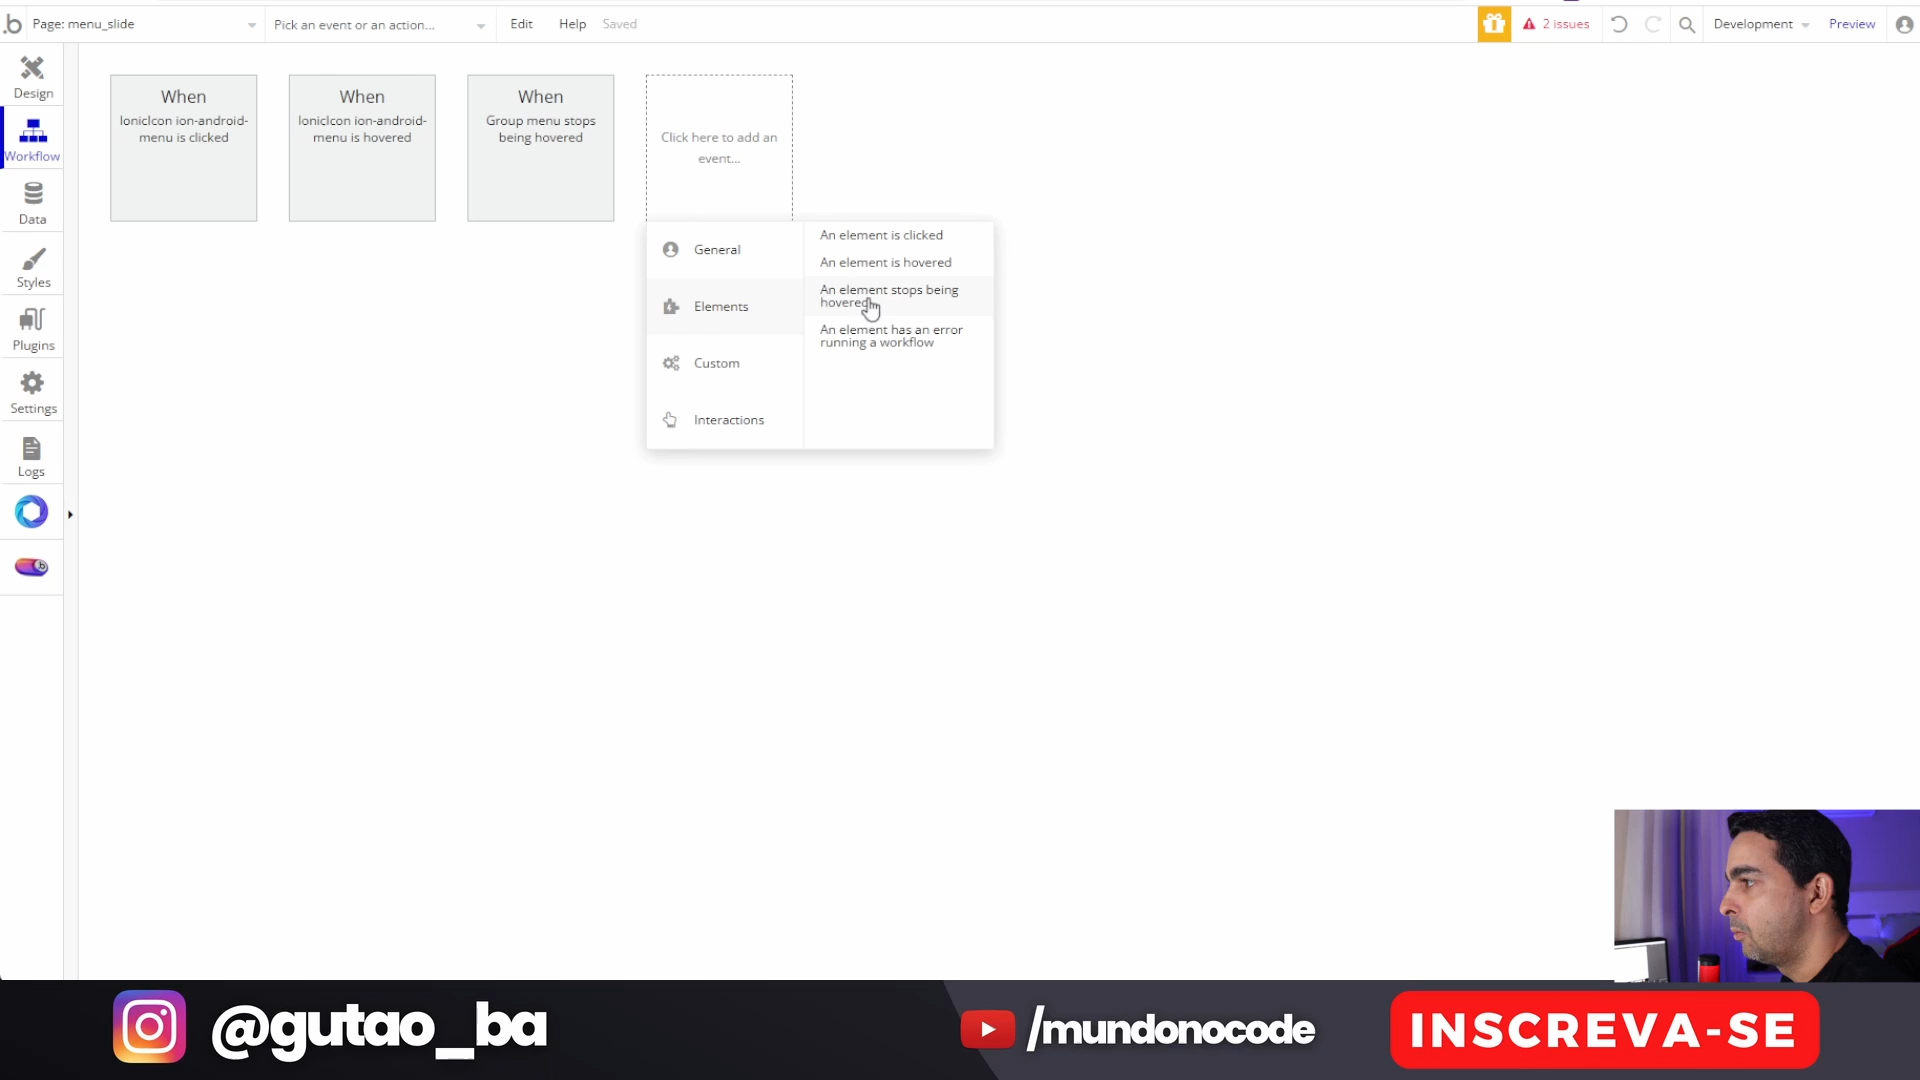 .b Page: menu_slide Pick an event or an action... Edit Help Saved 2 issues Development Preview
Design
Workflow
Data
Styles
Plugins
Settings
Logs
When
IonicIcon ion-android-
menu is clicked
When
IonicIcon ion-android-
menu is hovered
When
Group menu stops
being hovered
Click here to add an
event...
General
Elements
Custom
Interactions
An element is clicked
An element is hovered
An element stops being
hovered
An element has an error
running a workflow
@gutao_ba
/mundonocode
INSCREVA-SE